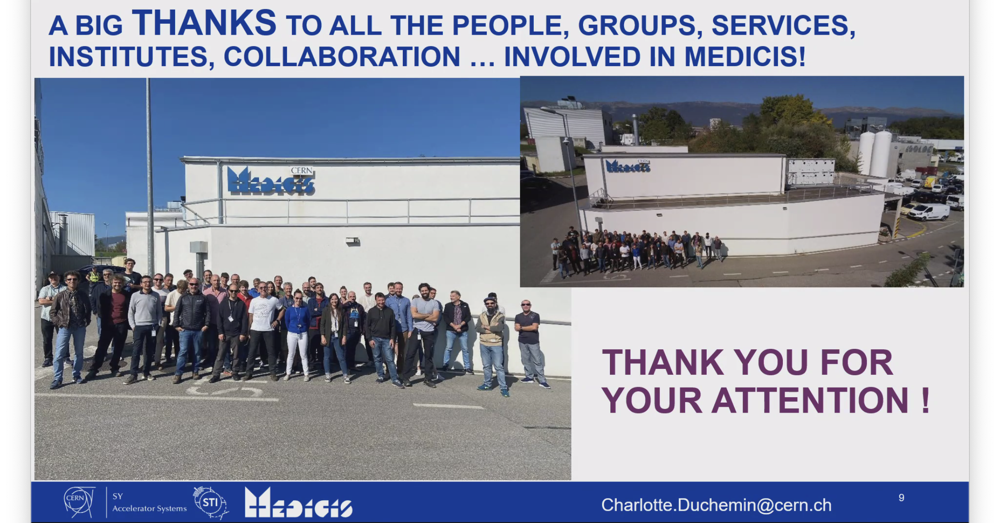 A BIG THANKS TO ALL THE PEOPLE, GROUPS, SERVICES,
INSTITUTES, COLLABORATION ... INVOLVED IN MEDICIS!
CERN
MEDICIS
CERN
MEDICIS
ISOLDE
THANK YOU FOR
YOUR ATTENTION !
CERN
SY
Accelerator Systems
STI
MEDICIS
Charlotte.Duchemin@cern.ch
9